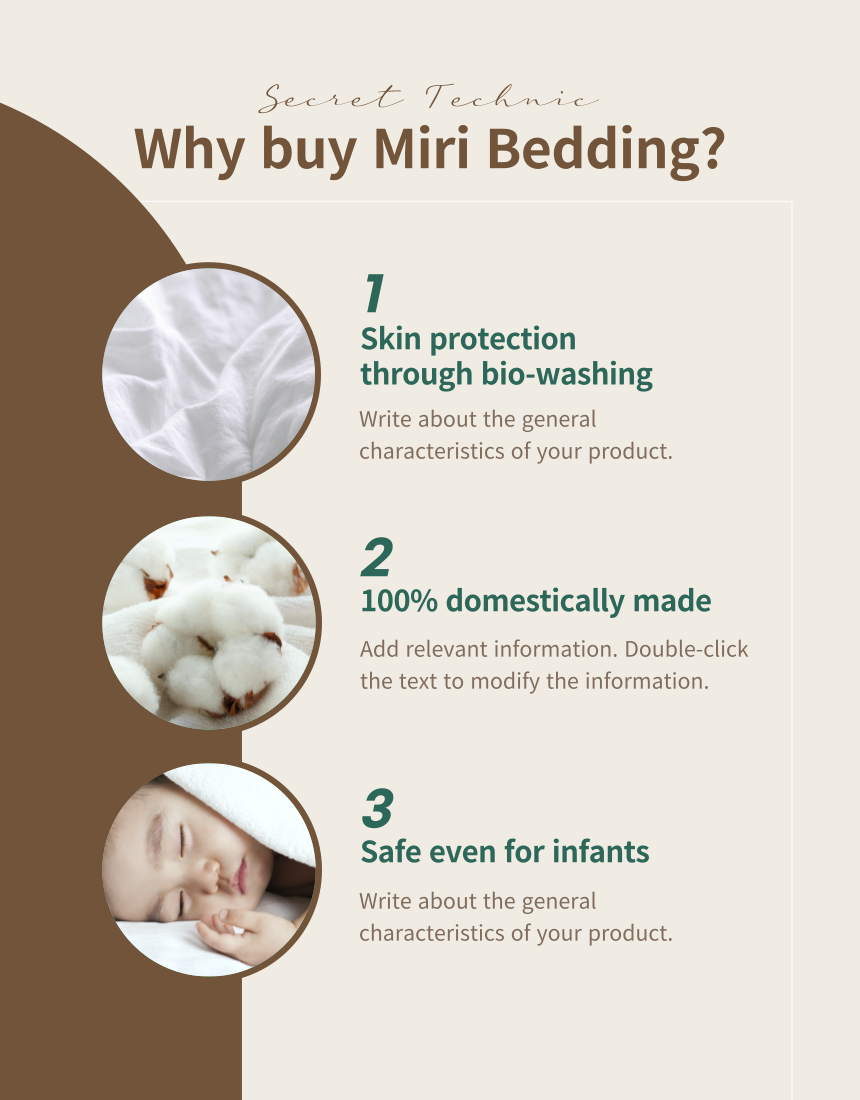 Secret Technic
Why buy Miri Bedding?
1
Skin protection
through bio-washing
Write about the general
characteristics of your product.
2
100% domestically made
Add relevant information. Double-click
the text to modify the information.
3
Safe even for infants
Write about the general
characteristics of your product.